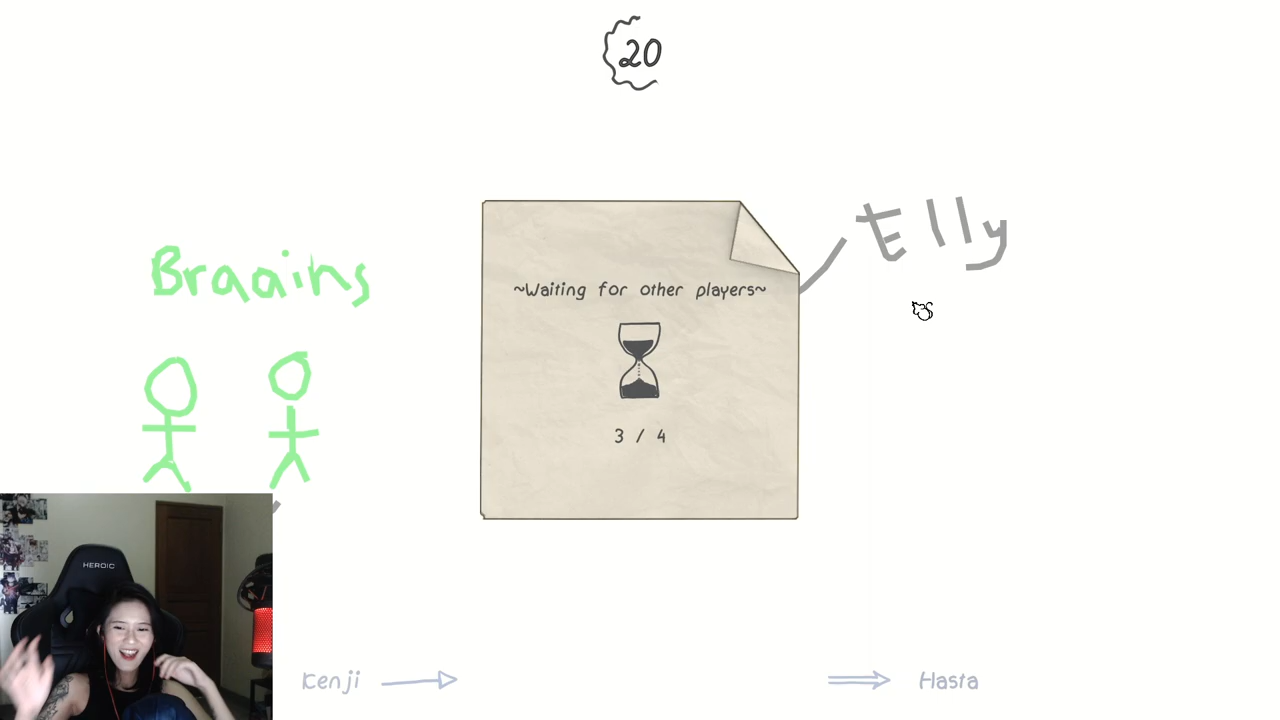 20
Elly
Braains
~Waiting for other players~
3 / 4
HEROIC
Kenji
Hasta